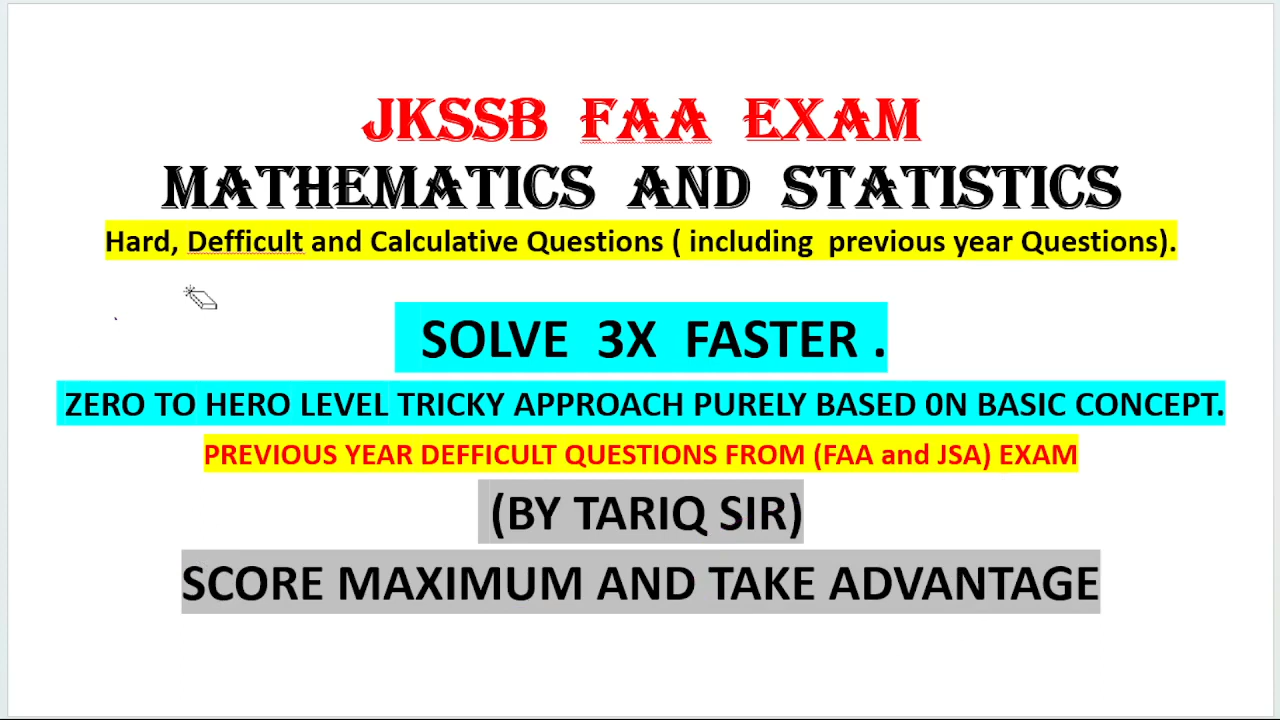 JKSSB FAA EXAM
MATHEMATICS AND STATISTICS
Hard, Defficult and Calculative Questions ( including previous year Questions).
SOLVE 3X FASTER .
ZERO TO HERO LEVEL TRICKY APPROACH PURELY BASED 0N BASIC CONCEPT.
PREVIOUS YEAR DEFFICULT QUESTIONS FROM (FAA and JSA) EXAM
(BY TARIQ SIR)
SCORE MAXIMUM AND TAKE ADVANTAGE